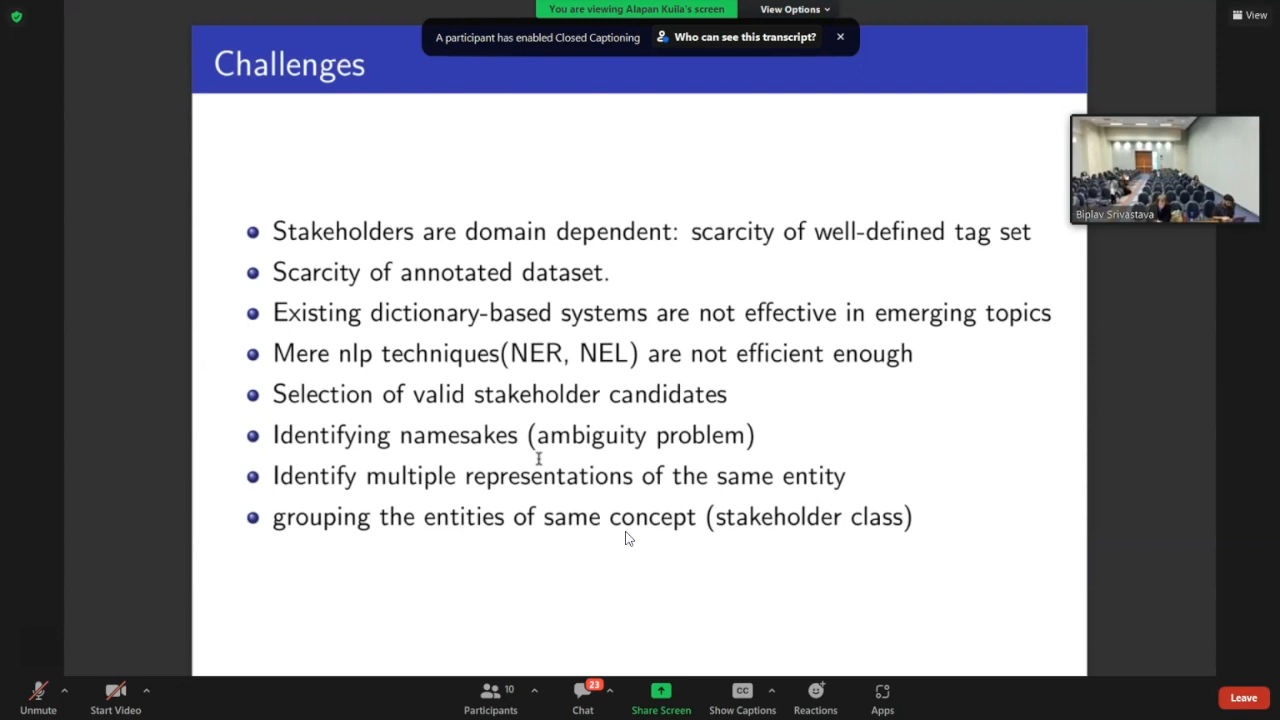 You are viewing Alapan Kuila's screen
View Options
View
A participant has enabled Closed Captioning
Who can see this transcript?
Challenges
Biplav Srivastava
Stakeholders are domain dependent: scarcity of well-defined tag set
Scarcity of annotated dataset.
Existing dictionary-based systems are not effective in emerging topics
Mere nlp techniques(NER, NEL) are not efficient enough
Selection of valid stakeholder candidates
Identifying namesakes (ambiguity problem)
Identify multiple representations of the same entity
grouping the entities of same concept (stakeholder class)
Unmute
Start Video
10
Participants
23
Chat
Share Screen
CC
Show Captions
Reactions
Apps
Leave